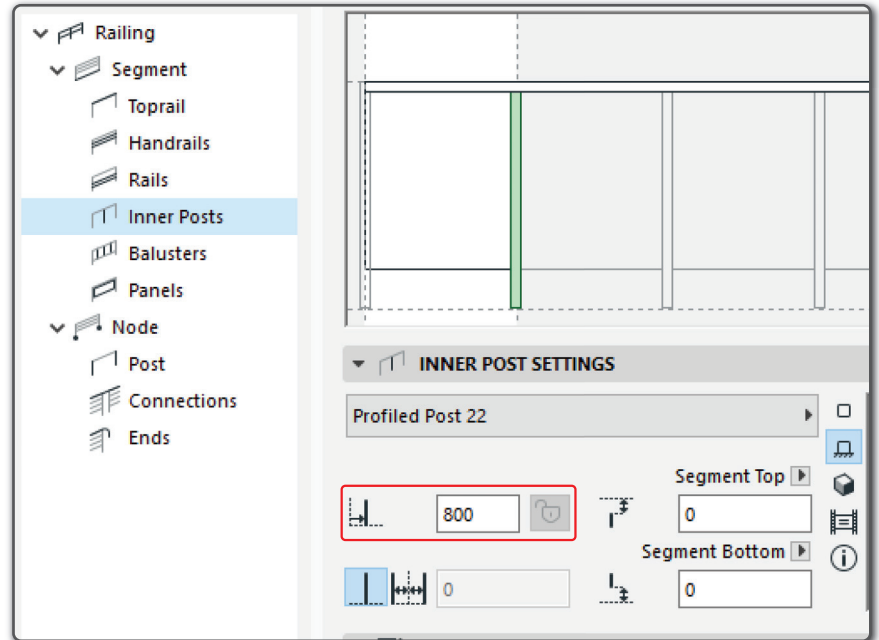 Railing
Segment
Toprail
Handrails
Rails
Inner Posts
Balusters
Panels
Node
Post
Connections
Ends
INNER POST SETTINGS
Profiled Post 22
Segment Top
800
0
Segment Bottom
0
0